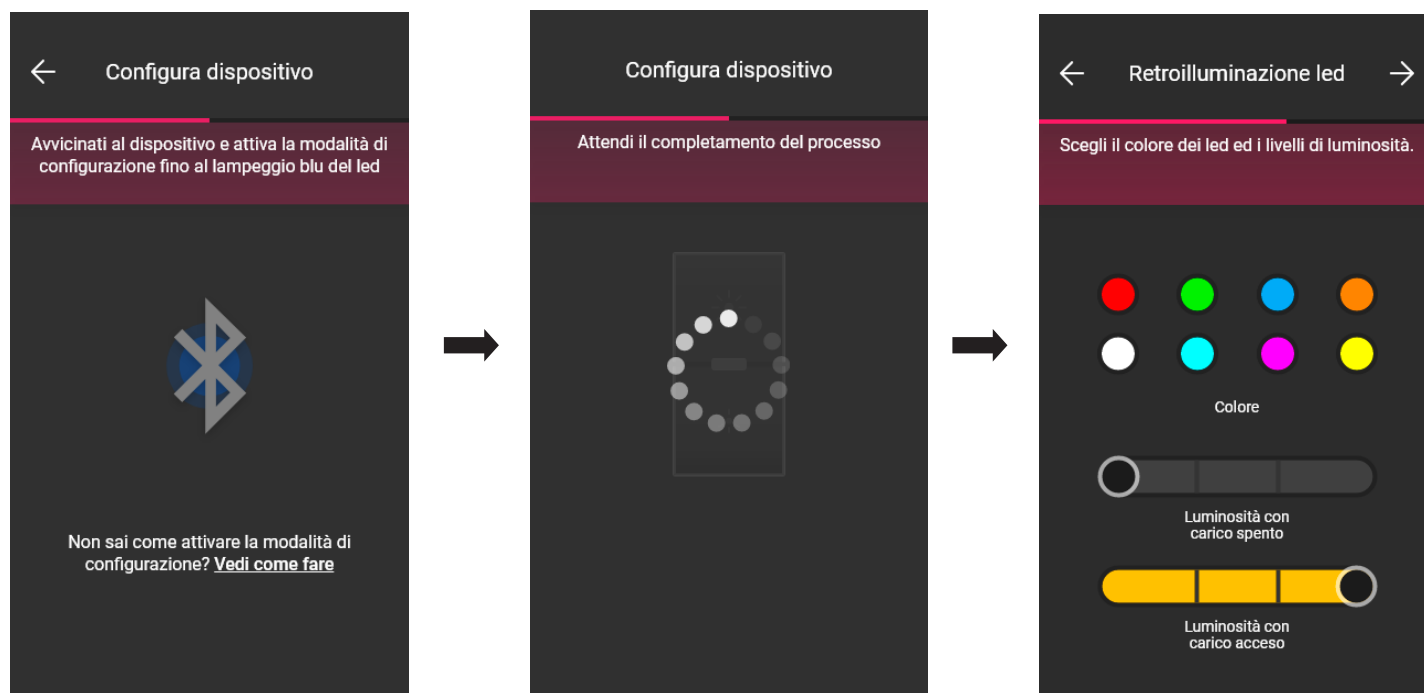 Configura dispositivo
Avvicinati al dispositivo e attiva la modalità di
configurazione fino al lampeggio blu del led
Non sai come attivare la modalità di
configurazione? Vedi come fare
Configura dispositivo
Attendi il completamento del processo
Retroilluminazione led
Scegli il colore dei led ed i livelli di luminosità.
Colore
Luminosità con
carico spento
Luminosità con
carico acceso